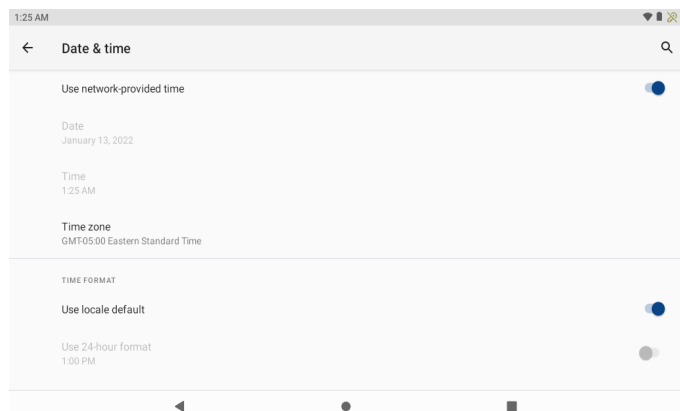 1:25 AM
Date & time
Use network-provided time
Date
January 13, 2022
Time
1:25 AM
Time zone
GMT-05:00 Eastern Standard Time
TIME FORMAT
Use locale default
Use 24-hour format
1:00 PM